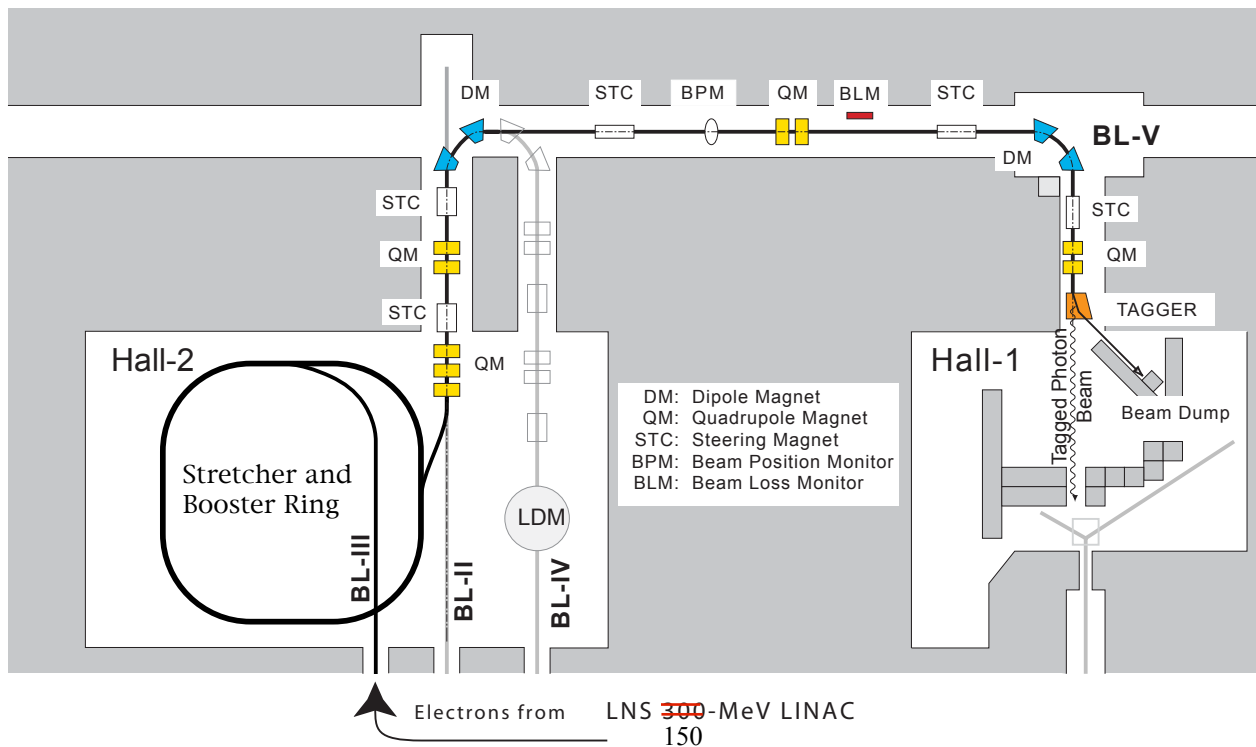 DM
STC
BPM
QM
BLM
STC
BL-V
DM
STC
STC
QM
QM
STC
TAGGER
Hall-2
QM
Hall-1
Tagged Photon
Beam
DM: Dipole Magnet
QM: Quadrupole Magnet
STC: Steering Magnet
BPM: Beam Position Monitor
BLM: Beam Loss Monitor
Beam Dump
Stretcher and
Booster Ring
LDM
BL-III
BL-II
BL-IV
Electrons from LNS 300-MeV LINAC
150